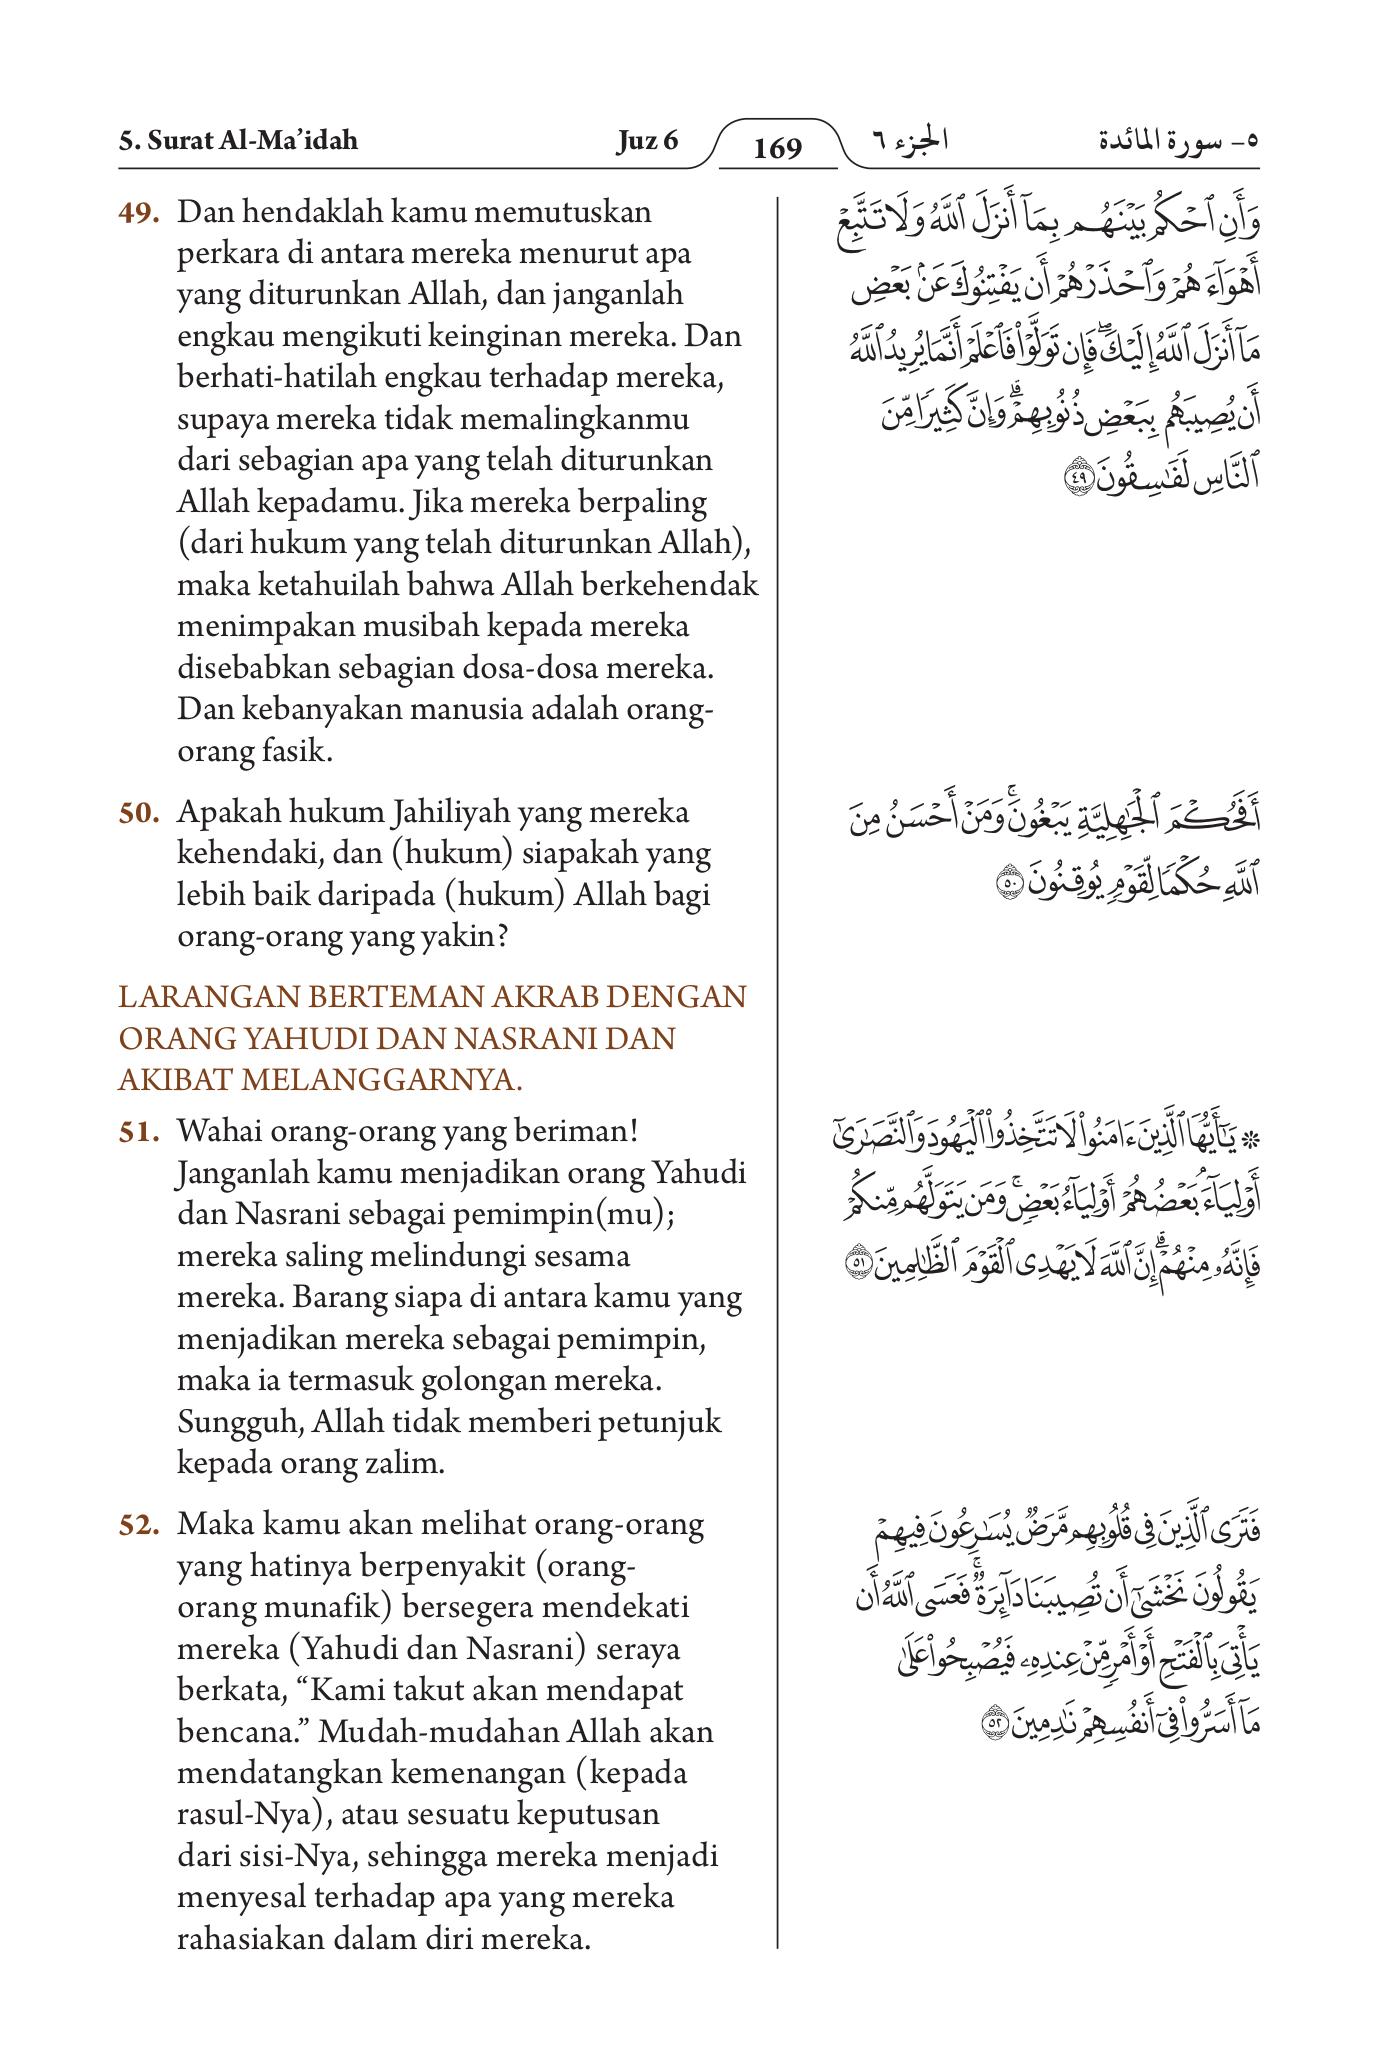 5. Surat Al-Ma’idah
Juz 6
169
الجزء ٦
٥- سورة المائدة
49. Dan hendaklah kamu memutuskan
perkara di antara mereka menurut apa
yang diturunkan Allah, dan janganlah
engkau mengikuti keinginan mereka. Dan
berhati-hatilah engkau terhadap mereka,
supaya mereka tidak memalingkanmu
dari sebagian apa yang telah diturunkan
Allah kepadamu. Jika mereka berpaling
(dari hukum yang telah diturunkan Allah),
maka ketahuilah bahwa Allah berkehendak
menimpakan musibah kepada mereka
disebabkan sebagian dosa-dosa mereka.
Dan kebanyakan manusia adalah orang-
orang fasik.
وَأَنِ ٱحۡكُم بَيۡنَهُم بِمَآ أَنزَلَ ٱللَّهُ وَلَا تَتَّبِعۡ
أَهۡوَآءَهُمۡ وَٱحۡذَرۡهُمۡ أَن يَفۡتِنُوكَ عَنۢ بَعۡضِ
مَآ أَنزَلَ ٱللَّهُ إِلَيۡكَۖ فَإِن تَوَلَّوۡاْ فَٱعۡلَمۡ أَنَّمَا يُرِيدُ ٱللَّهُ
أَن يُصِيبَهُم بِبَعۡضِ ذُنُوبِهِمۡۗ وَإِنَّ كَثِيرٗا مِّنَ
ٱلنَّاسِ لَفَٰسِقُونَ ٤٩
50. Apakah hukum Jahiliyah yang mereka
kehendaki, dan (hukum) siapakah yang
lebih baik daripada (hukum) Allah bagi
orang-orang yang yakin?
أَفَحُكۡمَ ٱلۡجَٰهِلِيَّةِ يَبۡغُونَۚ وَمَنۡ أَحۡسَنُ مِنَ
ٱللَّهِ حُكۡمٗا لِّقَوۡمٖ يُوقِنُونَ ٥٠
LARANGAN BERTEMAN AKRAB DENGAN
ORANG YAHUDI DAN NASRANI DAN
AKIBAT MELANGGARNYA.
51. Wahai orang-orang yang beriman!
Janganlah kamu menjadikan orang Yahudi
dan Nasrani sebagai pemimpin(mu);
mereka saling melindungi sesama
mereka. Barang siapa di antara kamu yang
menjadikan mereka sebagai pemimpin,
maka ia termasuk golongan mereka.
Sungguh, Allah tidak memberi petunjuk
kepada orang zalim.
۞ يَٰٓأَيُّهَا ٱلَّذِينَ ءَامَنُواْ لَا تَتَّخِذُواْ ٱلۡيَهُودَ وَٱلنَّصَٰرَىٰٓ
أَوۡلِيَآءَۘ بَعۡضُهُمۡ أَوۡلِيَآءُ بَعۡضٖۚ وَمَن يَتَوَلَّهُم مِّنكُمۡ
فَإِنَّهُۥ مِنۡهُمۡۗ إِنَّ ٱللَّهَ لَا يَهۡدِي ٱلۡقَوۡمَ ٱلظَّٰلِمِينَ ٥١
52. Maka kamu akan melihat orang-orang
yang hatinya berpenyakit (orang-
orang munafik) bersegera mendekati
mereka (Yahudi dan Nasrani) seraya
berkata, “Kami takut akan mendapat
bencana.” Mudah-mudahan Allah akan
mendatangkan kemenangan (kepada
rasul-Nya), atau sesuatu keputusan
dari sisi-Nya, sehingga mereka menjadi
menyesal terhadap apa yang mereka
rahasiakan dalam diri mereka.
فَتَرَى ٱلَّذِينَ فِي قُلُوبِهِم مَّرَضٞ يُسَٰرِعُونَ فِيهِمۡ
يَقُولُونَ نَخۡشَىٰٓ أَن تُصِيبَنَا دَآئِرَةٞۚ فَعَسَى ٱللَّهُ أَن
يَأۡتِيَ بِٱلۡفَتۡحِ أَوۡ أَمۡرٖ مِّنۡ عِندِهِۦ فَيُصۡبِحُواْ عَلَىٰ
مَآ أَسَرُّواْ فِيٓ أَنفُسِهِمۡ نَٰدِمِينَ ٥٢